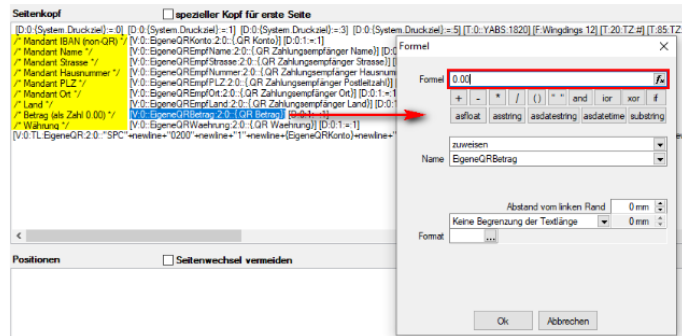 Seitenkopf
spezieller Kopf für erste Seite
[D:0:{System.Druckziel}:=:0] [D:0:{System.Druckziel}:=:1] [D:0:{System.Druckziel}:=:3] [D:0:{System.Druckziel}:=:5] [T:0::YABS:1820] [F:Wingdings 12] [T:20:TZ:#] [T:85:TZ
/* Mandant IBAN (non-QR) */ [V:0::EigeneQRKonto:2:0::{.QR Konto}] [D:0:1:=:1]
/* Mandant Name */ [V:0::EigeneQREmpfName:2:0::{.QR Zahlungsempfänger Name}] [D:
/* Mandant Strasse */ [V:0::EigeneQREmpfStrasse:2:0::{.QR Zahlungsempfänger Strasse}] [
/* Mandant Hausnummer */ [V:0::EigeneQREmpfNummer:2:0::{.QR Zahlungsempfänger Hausnum
/* Mandant PLZ */ [V:0::EigeneQREmpfPLZ:2:0::{.QR Zahlungsempfänger Postleitzahl}]
/* Mandant Ort */ [V:0::EigeneQREmpfOrt:2:0::{.QR Zahlungsempfänger Ort}] [D:0:1:=:1]
/* Land */ [V:0::EigeneQREmpfLand:2:0::{.QR Zahlungsempfänger Land}] [D:0:1
/* Betrag (als Zahl 0.00) */ [V:0::EigeneQRBetrag:2:0::{.QR Betrag}] [D:0:1:=:1]
/* Währung */ [V:0::EigeneQRWaehrung:2:0::{.QR Waehrung}] [D:0:1:=:1]
[V:0:TL:EigeneQR:2:0::"SPC"+newline+"0200"+newline+"1"+newline+{EigeneQRKonto}+newline+"
Formel
Formel 0.00 fx
+ - * / () " " and ior xor if
asfloat asstring asdatestring asdatetime substring
zuweisen
Name EigeneQRBetrag
Abstand vom linken Rand 0 mm
Keine Begrenzung der Textlänge 0 mm
Format ...
Ok Abbrechen
Positionen
Seitenwechsel vermeiden